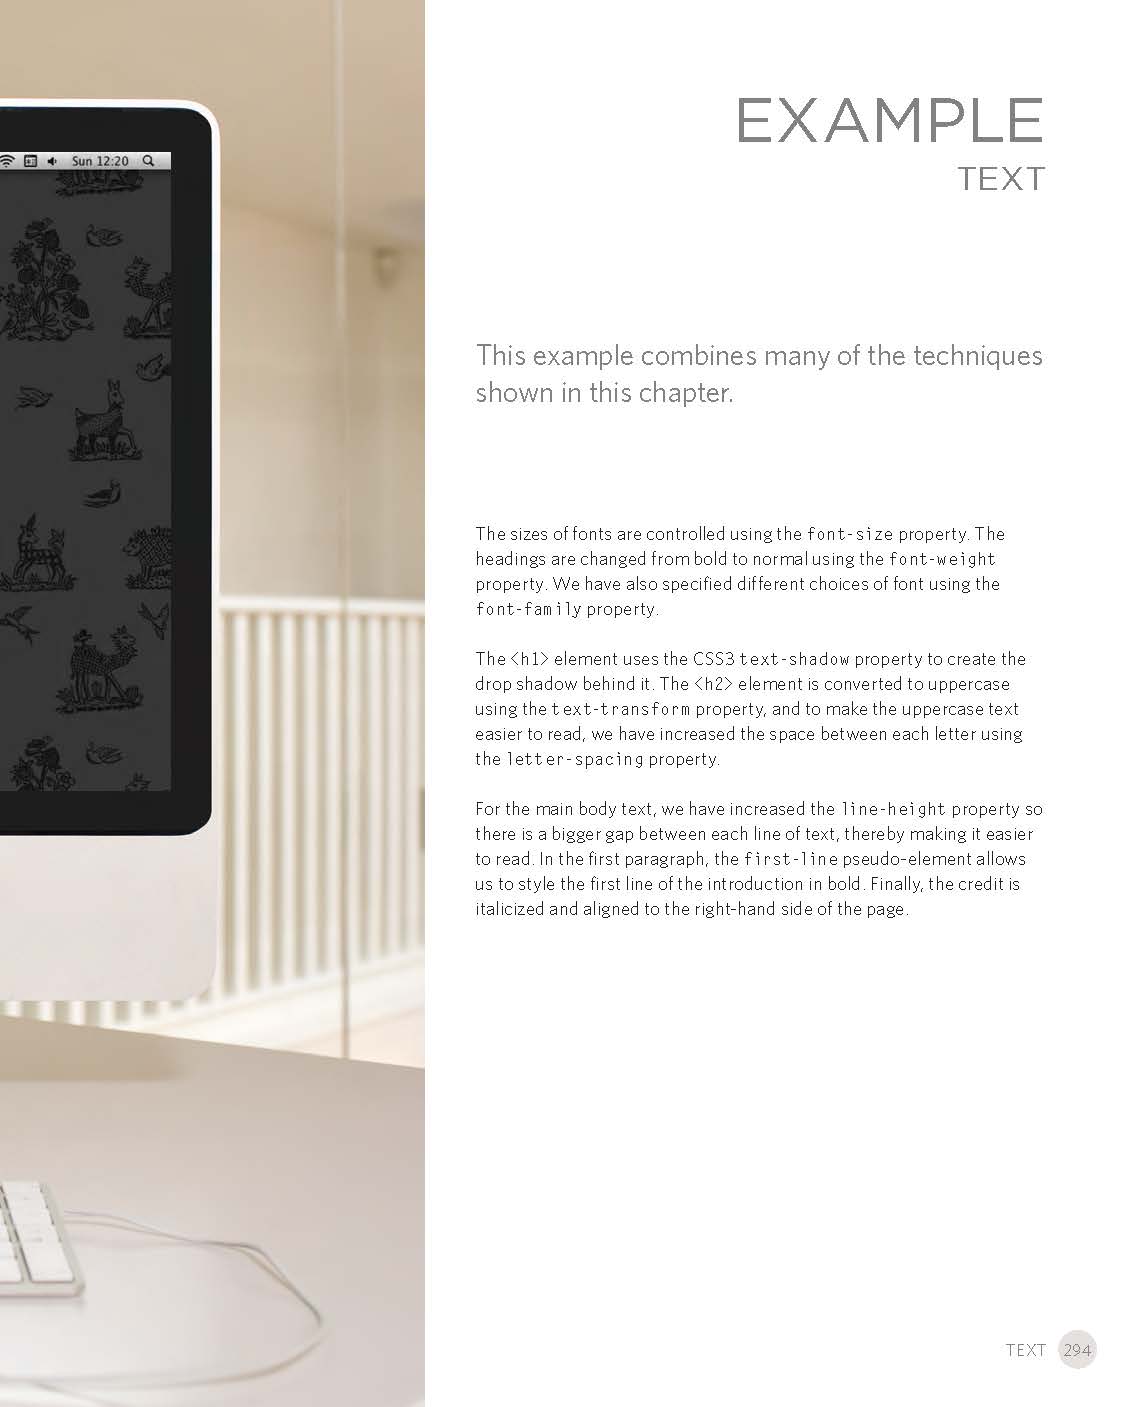 Sun 12:20
EXAMPLE
TEXT
This example combines many of the techniques
shown in this chapter.
The sizes of fonts are controlled using the font-size property. The
headings are changed from bold to normal using the font-weight
property. We have also specified different choices of font using the
font-family property.
The <h1> element uses the CSS3 text-shadow property to create the
drop shadow behind it. The <h2> element is converted to uppercase
using the text-transform property, and to make the uppercase text
easier to read, we have increased the space between each letter using
the letter-spacing property.
For the main body text, we have increased the line-height property so
there is a bigger gap between each line of text, thereby making it easier
to read. In the first paragraph, the first-line pseudo-element allows
us to style the first line of the introduction in bold. Finally, the credit is
italicized and aligned to the right-hand side of the page.
TEXT 294